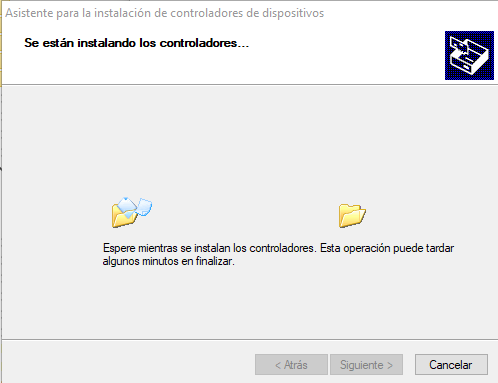 Asistente para la instalación de controladores de dispositivos
Se están instalando los controladores...
Espere mientras se instalan los controladores. Esta operación puede tardar
algunos minutos en finalizar.
< Atrás
Siguiente >
Cancelar